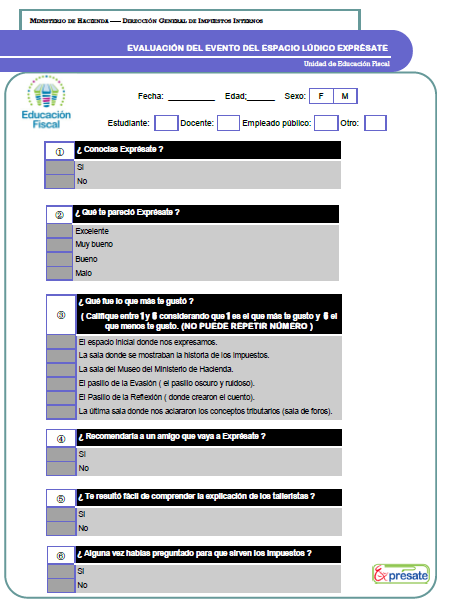 MINISTERIO DE HACIENDA — DIRECCIÓN GENERAL DE IMPUESTOS INTERNOS
EVALUACIÓN DEL EVENTO DEL ESPACIO LÚDICO EXPRÉSATE
Unidad de Educación Fiscal
Educación
Fiscal
Fecha: __________ Edad;______ Sexo: F M
Estudiante: Docente: Empleado público: Otro:
1 ¿ Conocías Exprésate ?
Si
No
2 ¿ Qué te pareció Exprésate ?
Excelente
Muy bueno
Bueno
Malo
3 ¿ Qué fue lo que más te gustó ?
( Califique entre 1 y 6 considerando que 1 es el que más te gusto y 6 el
que menos te gusto. (NO PUEDE REPETIR NÚMERO )
El espacio inicial donde nos expresamos.
La sala donde se mostraban la historia de los impuestos.
La sala del Museo del Ministerio de Hacienda.
El pasillo de la Evasión ( el pasillo oscuro y ruidoso).
El Pasillo de la Reflexión ( donde crearon el cuento).
La última sala donde nos aclararon los conceptos tributarios (sala de foros).
4 ¿ Recomendaría a un amigo que vaya a Exprésate ?
Si
No
5 ¿ Te resultó fácil de comprender la explicación de los talleristas ?
Si
No
6 ¿ Alguna vez habías preguntado para que sirven los impuestos ?
Si
No
Exprésate